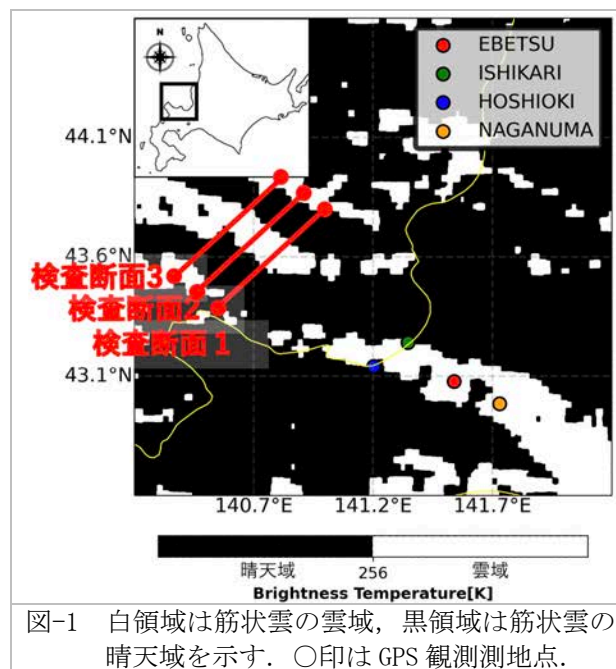 N
EBETSU
ISHIKARI
HOSHIOKI
NAGANUMA
44.1°N
43.6°N
43.1°N
検査断面3
検査断面2
検査断面1
140.7°E 141.2°E 141.7°E
晴天域 256 雲域
Brightness Temperature[K]
図-1 白領域は筋状雲の雲域，黒領域は筋状雲の
晴天域を示す．○印は GPS 観測測地点．